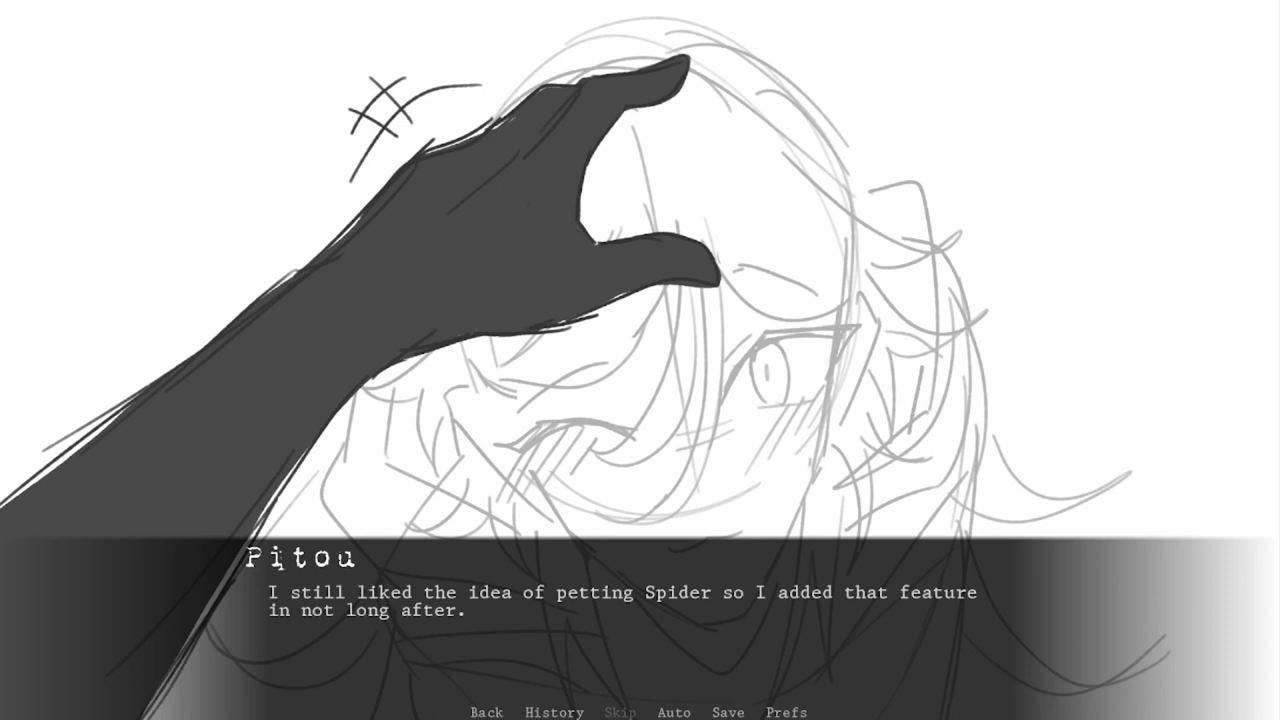 Pitou
I still liked the idea of petting Spider so I added that feature
in not long after.
Back History Skip Auto Save Prefs